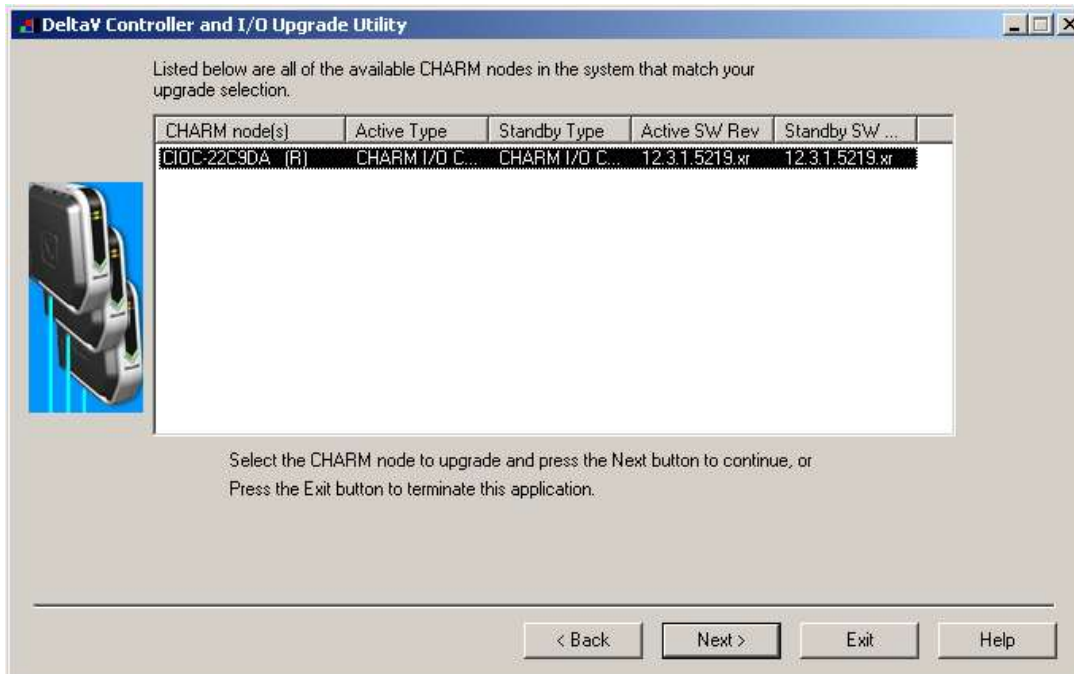 DeltaV Controller and I/O Upgrade Utility
Listed below are all of the available CHARM nodes in the system that match your
upgrade selection.
CHARM node(s) Active Type Standby Type Active SW Rev Standby SW ...
CIOC-22C9DA (R) CHARM I/O C... CHARM I/O C... 12.3.1.5219.xr 12.3.1.5219.xr
Select the CHARM node to upgrade and press the Next button to continue, or
Press the Exit button to terminate this application.
< Back Next > Exit Help